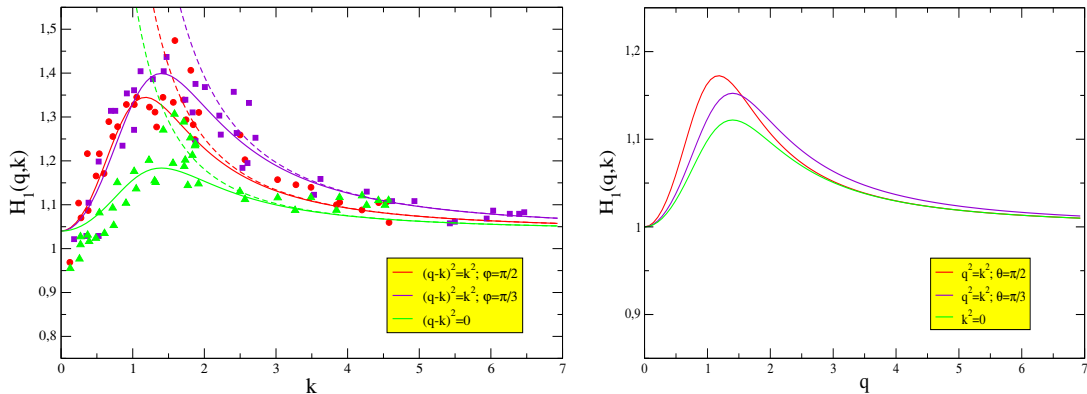 1,5
1,4
1,3
1,2
1,1
1
0,9
0,8
H₁(q,k)
0 1 2 3 4 5 6 7
k
(q-k)²=k²; φ=π/2
(q-k)²=k²; φ=π/3
(q-k)²=0
1,2
1,1
1
0,9
H₁(q,k)
0 1 2 3 4 5 6 7
q
q²=k²; θ=π/2
q²=k²; θ=π/3
k²=0